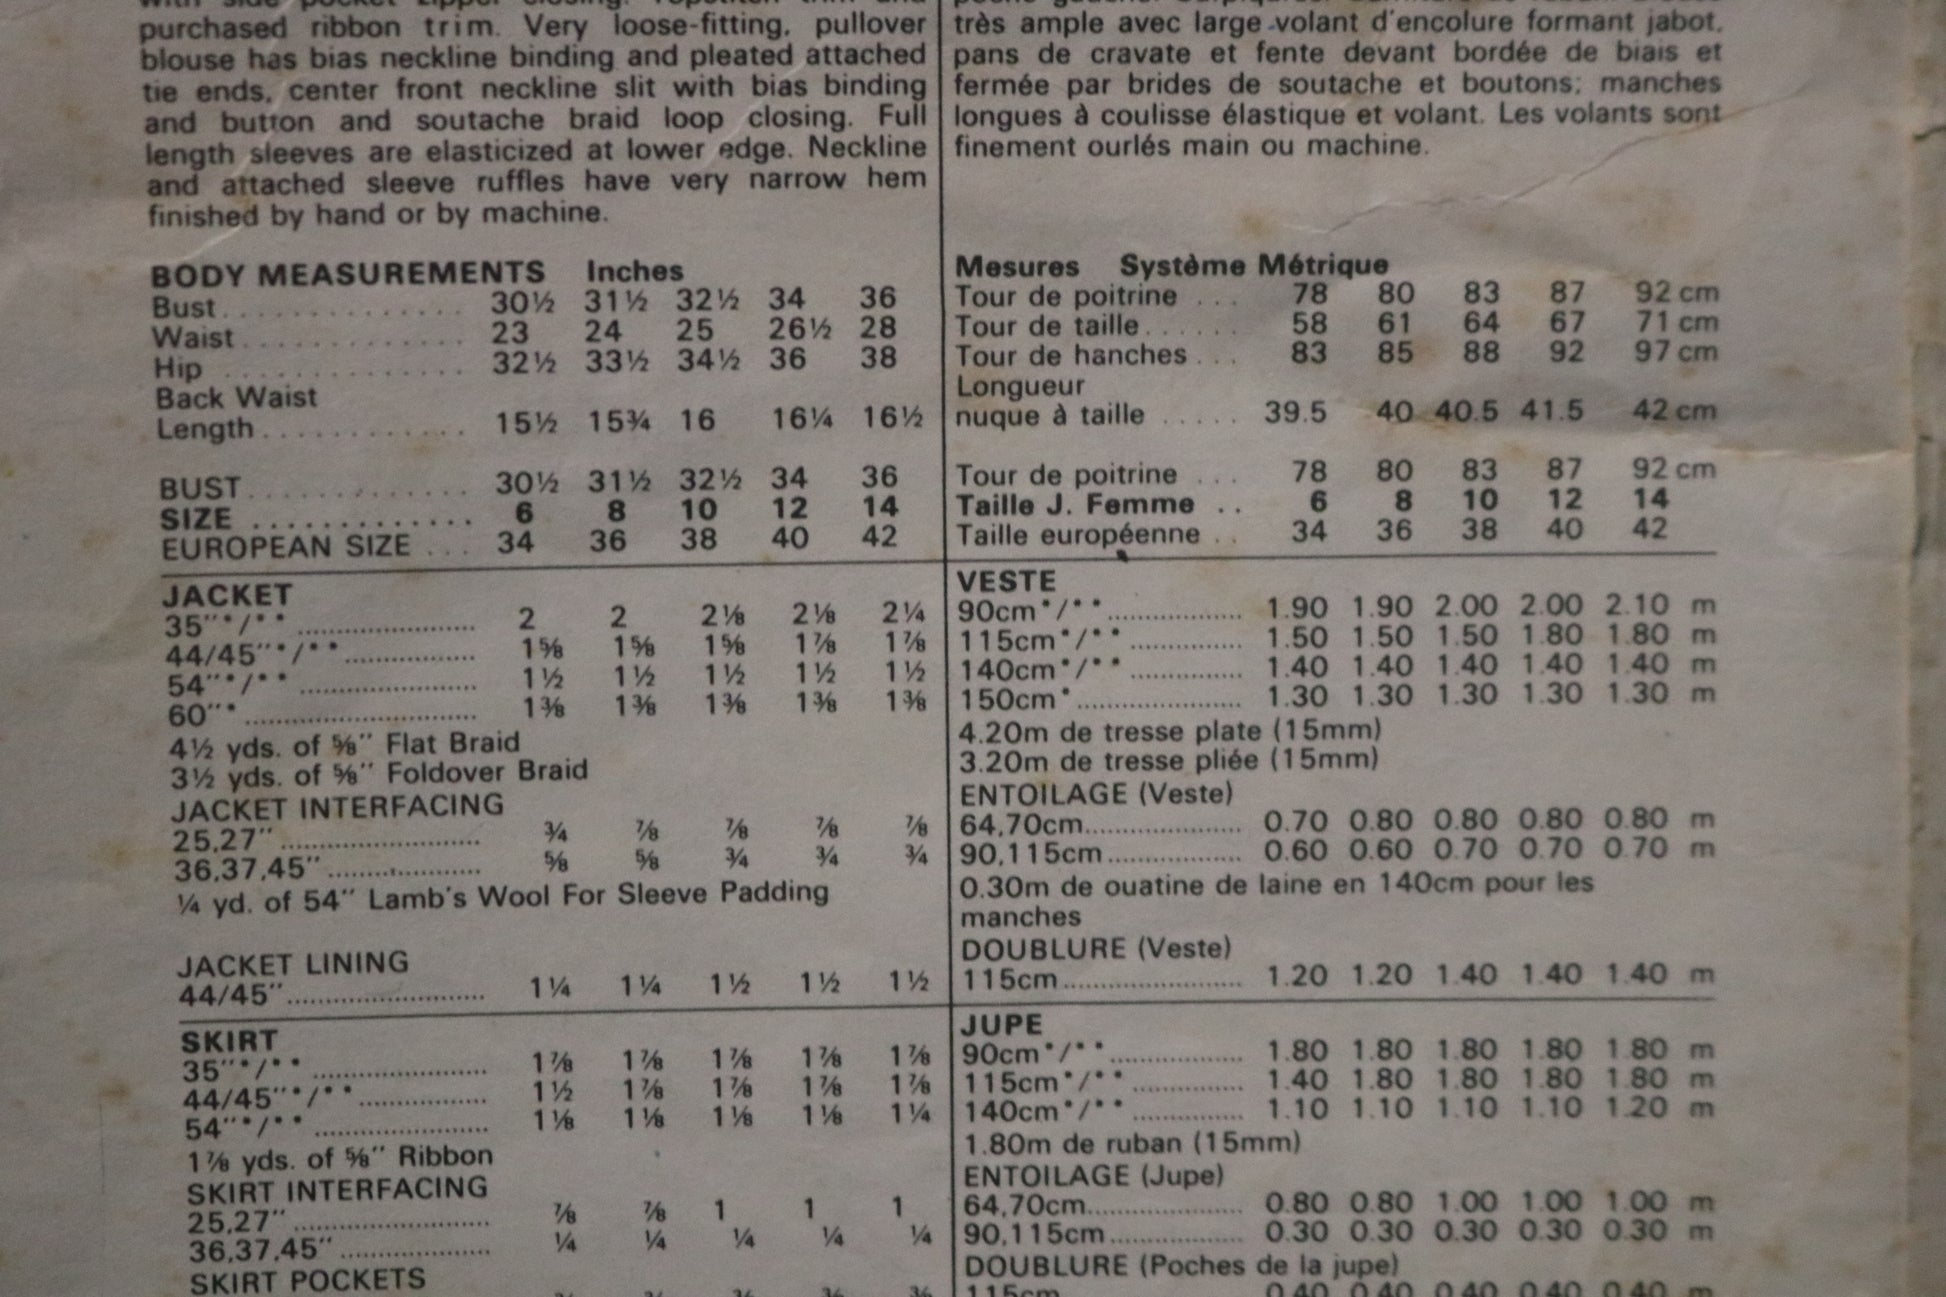 with side pocket zipper closing.
purchased ribbon trim. Very loose-fitting, pullover
blouse has bias neckline binding and pleated attached
tie ends, center front neckline slit with bias binding
and button and soutache braid loop closing. Full
length sleeves are elasticized at lower edge. Neckline
and attached sleeve ruffles have very narrow hem
finished by hand or by machine.
BODY MEASUREMENTS Inches
Bust.............. 30½ 31½ 32½ 34 36
Waist............. 23 24 25 26½ 28
Hip .............. 32½ 33½ 34½ 36 38
Back Waist
Length............ 15½ 15¾ 16 16¼ 16½
BUST.............. 30½ 31½ 32½ 34 36
SIZE ............. 6 8 10 12 14
EUROPEAN SIZE ... 34 36 38 40 42
JACKET
35"*/** ........................... 2 2 2⅛ 2⅛ 2¼
44/45"*/**.................... 1⅝ 1⅝ 1⅝ 1⅞ 1⅞
54"*/** ........................... 1½ 1½ 1½ 1½ 1½
60"*................................... 1⅜ 1⅜ 1⅜ 1⅜ 1⅜
4½ yds. of ⅝" Flat Braid
3½ yds. of ⅝" Foldover Braid
JACKET INTERFACING
25,27" .............................. ¾ ⅞ ⅞ ⅞ ⅞
36,37,45"....................... ⅝ ⅝ ¾ ¾ ¾
¼ yd. of 54" Lamb's Wool For Sleeve Padding
JACKET LINING
44/45".............................. 1¼ 1¼ 1½ 1½ 1½
SKIRT
35"*/** ........................... 1⅞ 1⅞ 1⅞ 1⅞ 1⅞
44/45"*/** .................... 1½ 1⅞ 1⅞ 1⅞ 1⅞
54"*/** ........................... 1⅛ 1⅛ 1⅛ 1⅛ 1¼
1⅞ yds. of ⅝" Ribbon
SKIRT INTERFACING
25,27" .............................. ⅞ ⅞ 1 1 1
36,37,45" ....................... ¼ ¼ ¼ ¼ ¼
SKIRT POCKETS
très ample avec large volant d'encolure formant jabot,
pans de cravate et fente devant bordée de biais et
fermée par brides de soutache et boutons; manches
longues à coulisse élastique et volant. Les volants sont
finement ourlés main ou machine.
Mesures Système Métrique
Tour de poitrine ... 78 80 83 87 92 cm
Tour de taille...... 58 61 64 67 71 cm
Tour de hanches ... 83 85 88 92 97 cm
Longueur
nuque à taille ..... 39.5 40 40.5 41.5 42 cm
Tour de poitrine ... 78 80 83 87 92 cm
Taille J. Femme .. 6 8 10 12 14
Taille européenne .. 34 36 38 40 42
VESTE
90cm*/** .................... 1.90 1.90 2.00 2.00 2.10 m
115cm*/** ................. 1.50 1.50 1.50 1.80 1.80 m
140cm*/** ................. 1.40 1.40 1.40 1.40 1.40 m
150cm*......................... 1.30 1.30 1.30 1.30 1.30 m
4.20m de tresse plate (15mm)
3.20m de tresse pliée (15mm)
ENTOILAGE (Veste)
64,70cm........................ 0.70 0.80 0.80 0.80 0.80 m
90,115cm.................... 0.60 0.60 0.70 0.70 0.70 m
0.30m de ouatine de laine en 140cm pour les
manches
DOUBLURE (Veste)
115cm........................... 1.20 1.20 1.40 1.40 1.40 m
JUPE
90cm*/**.................... 1.80 1.80 1.80 1.80 1.80 m
115cm*/** ................. 1.40 1.80 1.80 1.80 1.80 m
140cm*/** ................. 1.10 1.10 1.10 1.10 1.20 m
1.80m de ruban (15mm)
ENTOILAGE (Jupe)
64,70cm........................ 0.80 0.80 1.00 1.00 1.00 m
90,115cm.................... 0.30 0.30 0.30 0.30 0.30 m
DOUBLURE (Poches de la jupe)
115cm 0.40 0.40 0.40 0.40 0.40 m